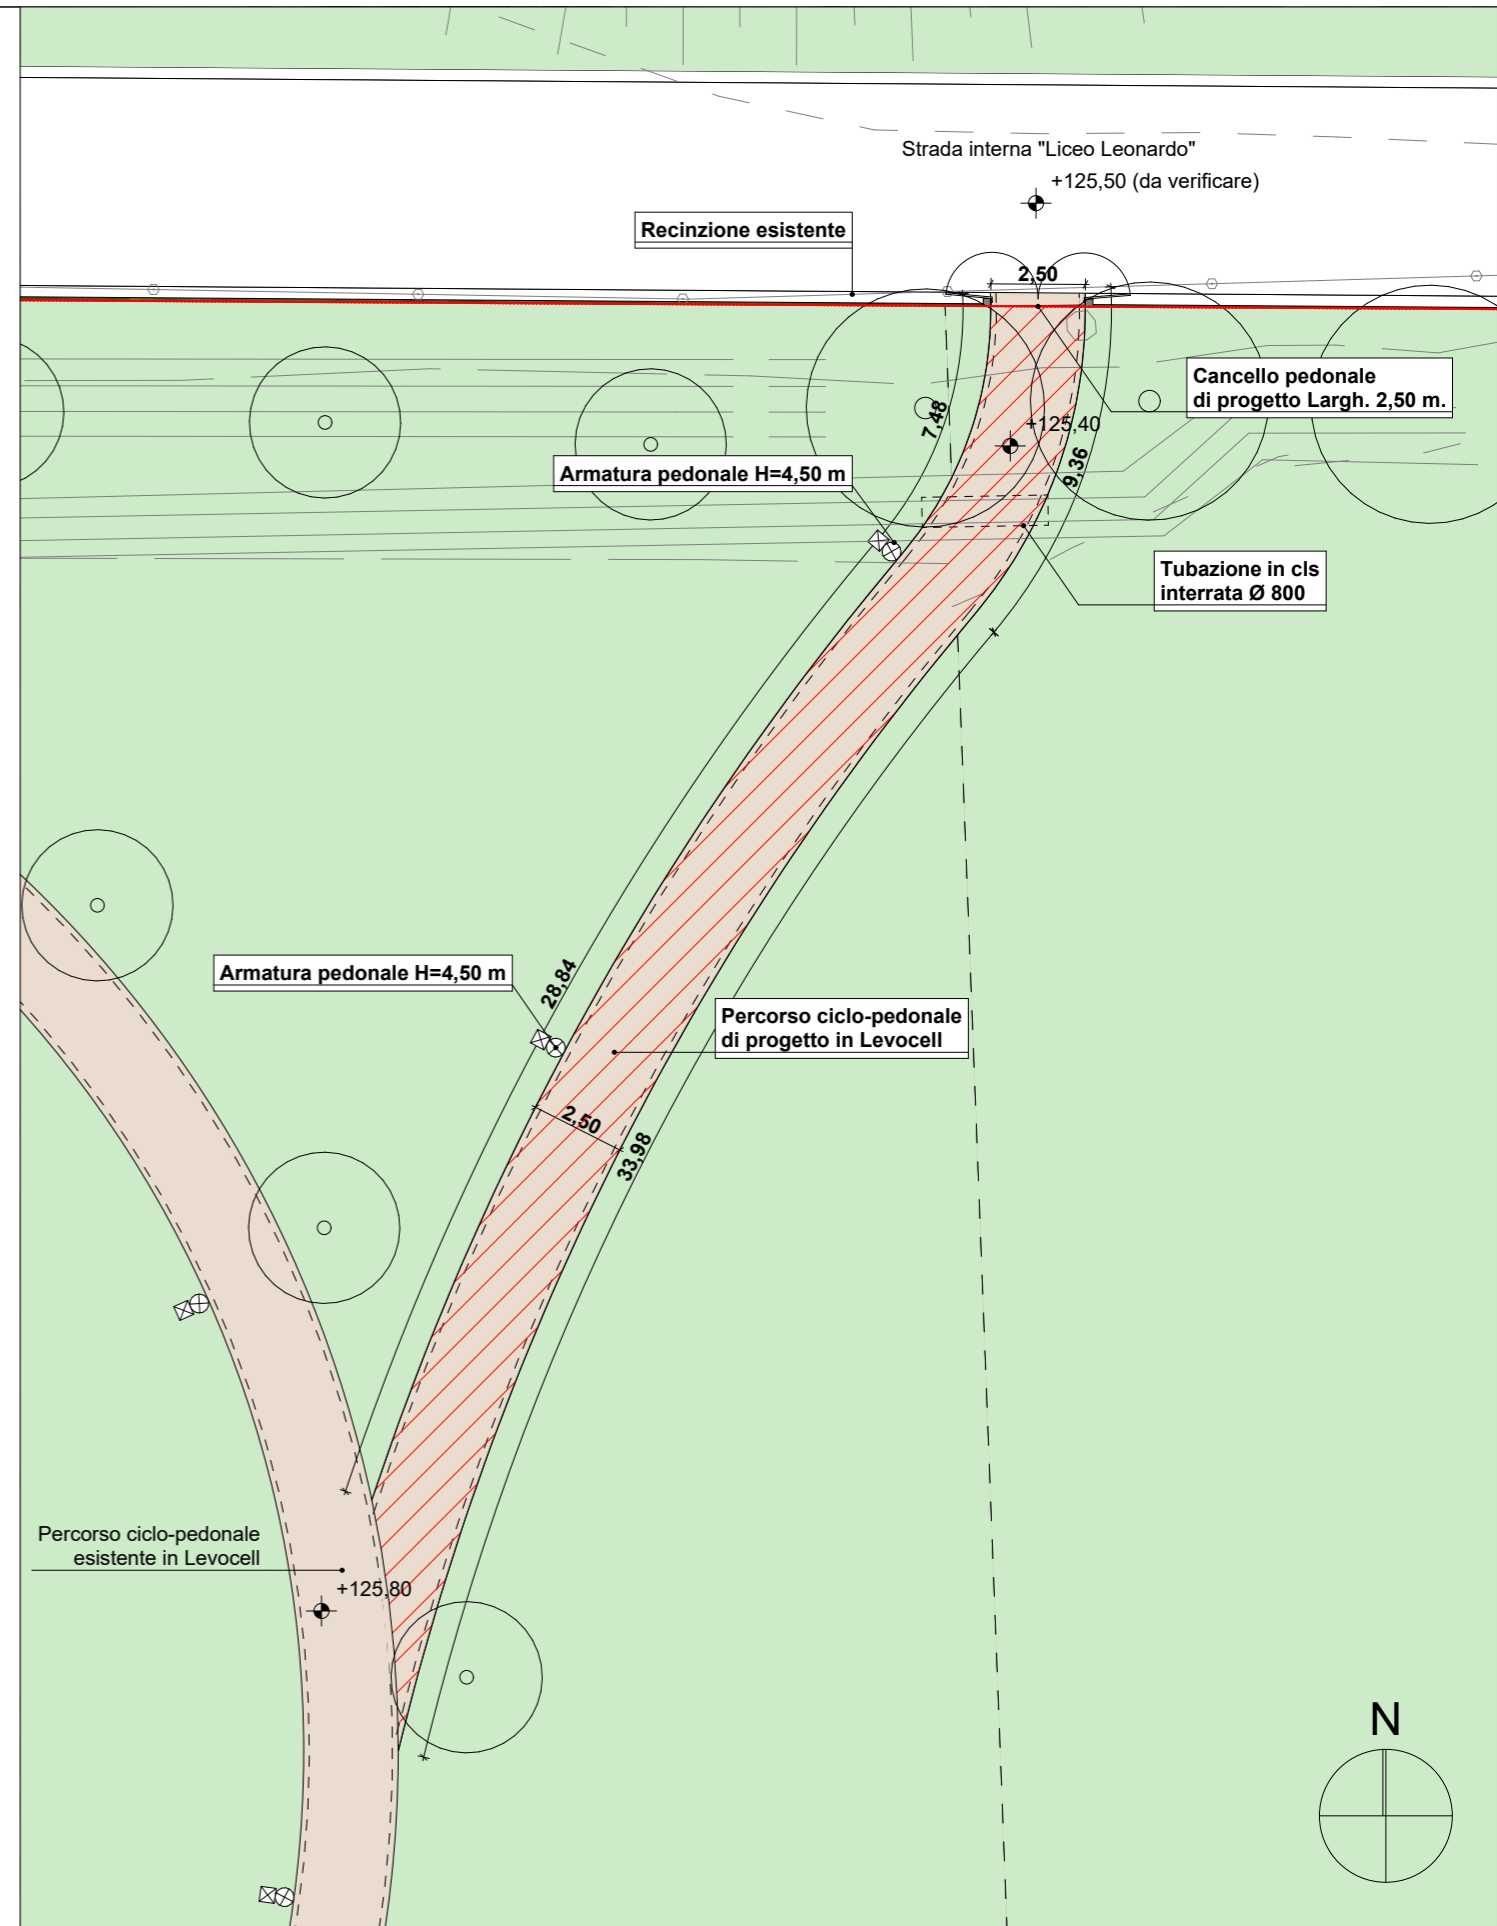 Strada interna "Liceo Leonardo"
+125,50 (da verificare)
Recinzione esistente
2,50
Cancello pedonale
di progetto Largh. 2,50 m.
7,48
+125,40
9,36
Armatura pedonale H=4,50 m
Tubazione in cls
interrata Ø 800
Armatura pedonale H=4,50 m
28,84
Percorso ciclo-pedonale
di progetto in Levocell
2,50
33,98
Percorso ciclo-pedonale
esistente in Levocell
+125,80
N